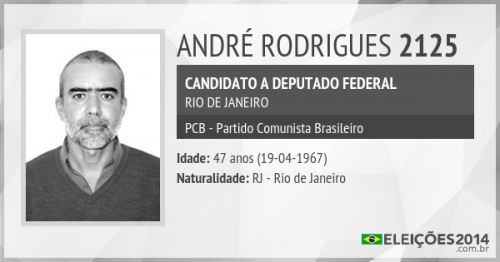 ANDRÉ RODRIGUES 2125
CANDIDATO A DEPUTADO FEDERAL
RIO DE JANEIRO
PCB - Partido Comunista Brasileiro
Idade: 47 anos (19-04-1967)
Naturalidade: RJ - Rio de Janeiro
ELEIÇÕES2014
.com.br